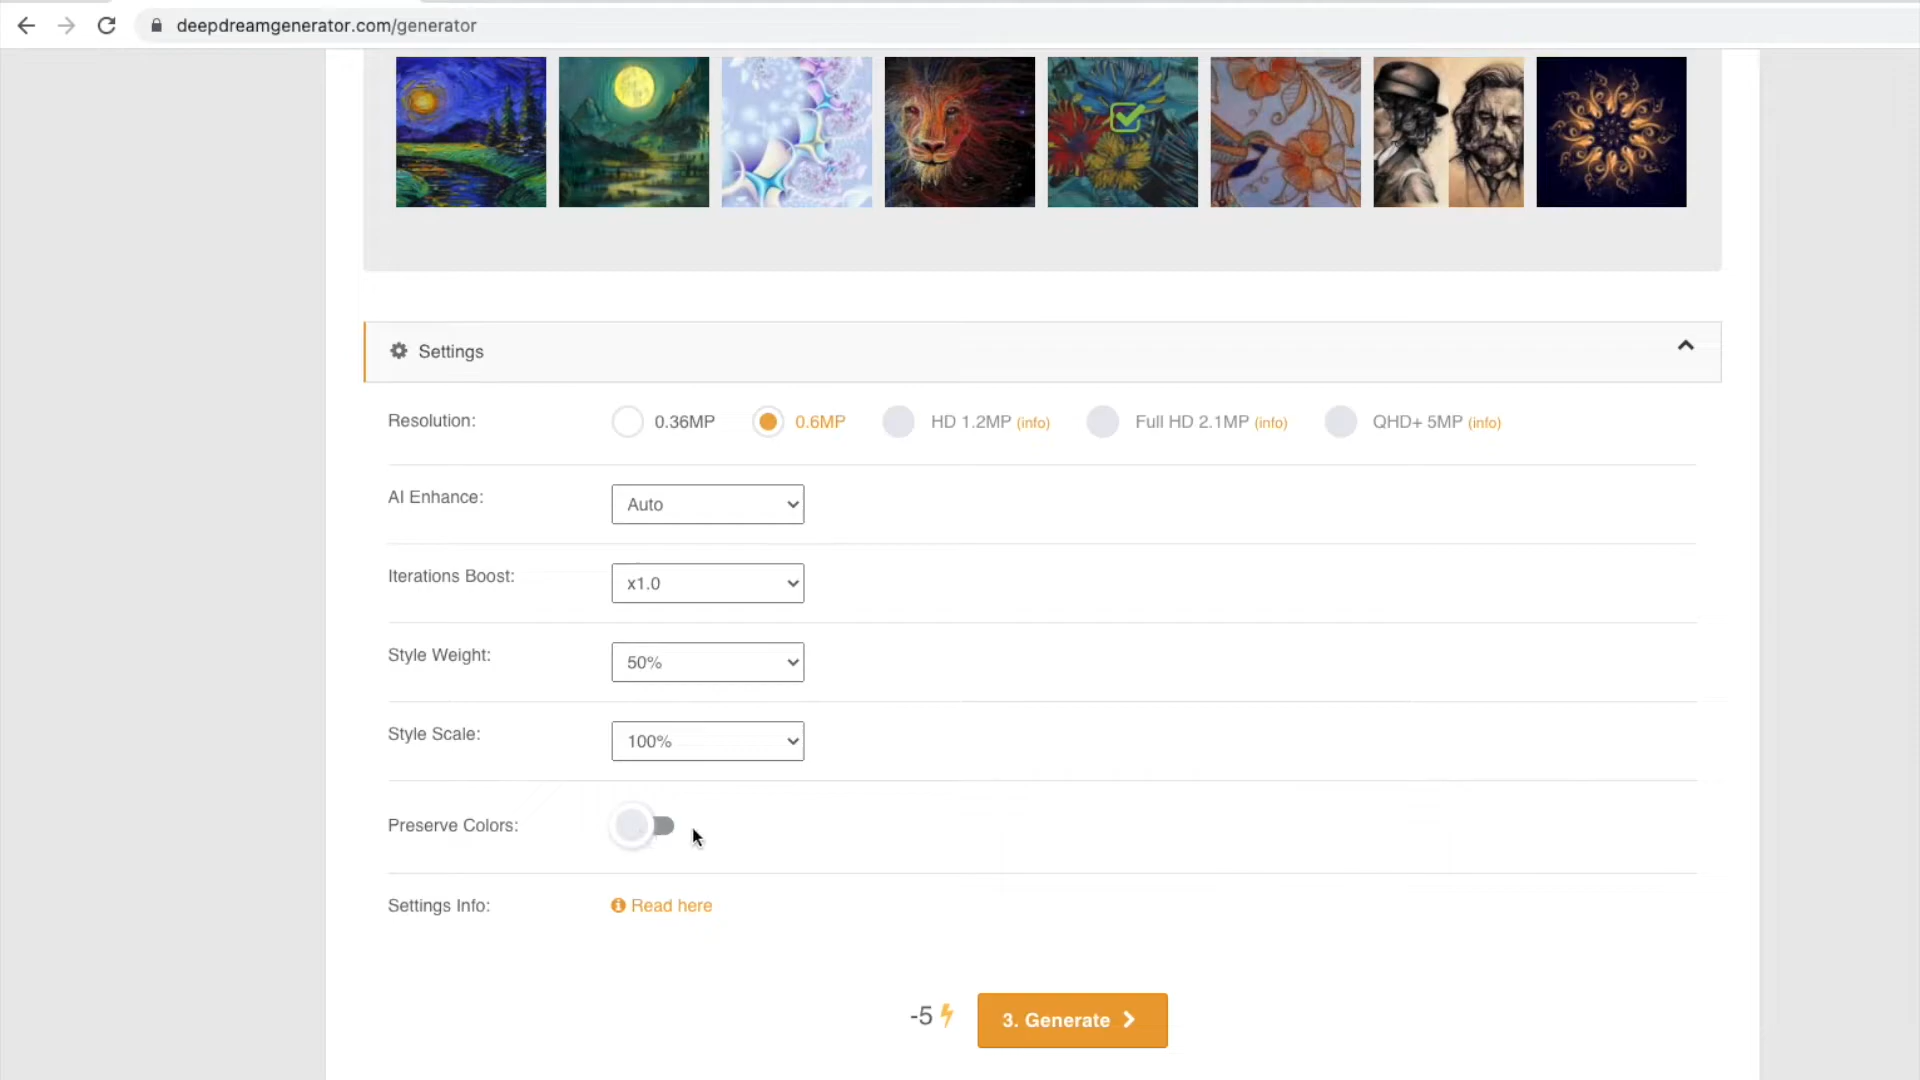 deepdreamgenerator.com/generator
Settings
Resolution: 0.36MP 0.6MP HD 1.2MP (info) Full HD 2.1MP (info) QHD+ 5MP (info)
AI Enhance: Auto
Iterations Boost: x1.0
Style Weight: 50%
Style Scale: 100%
Preserve Colors:
Settings Info: Read here
-5 3. Generate